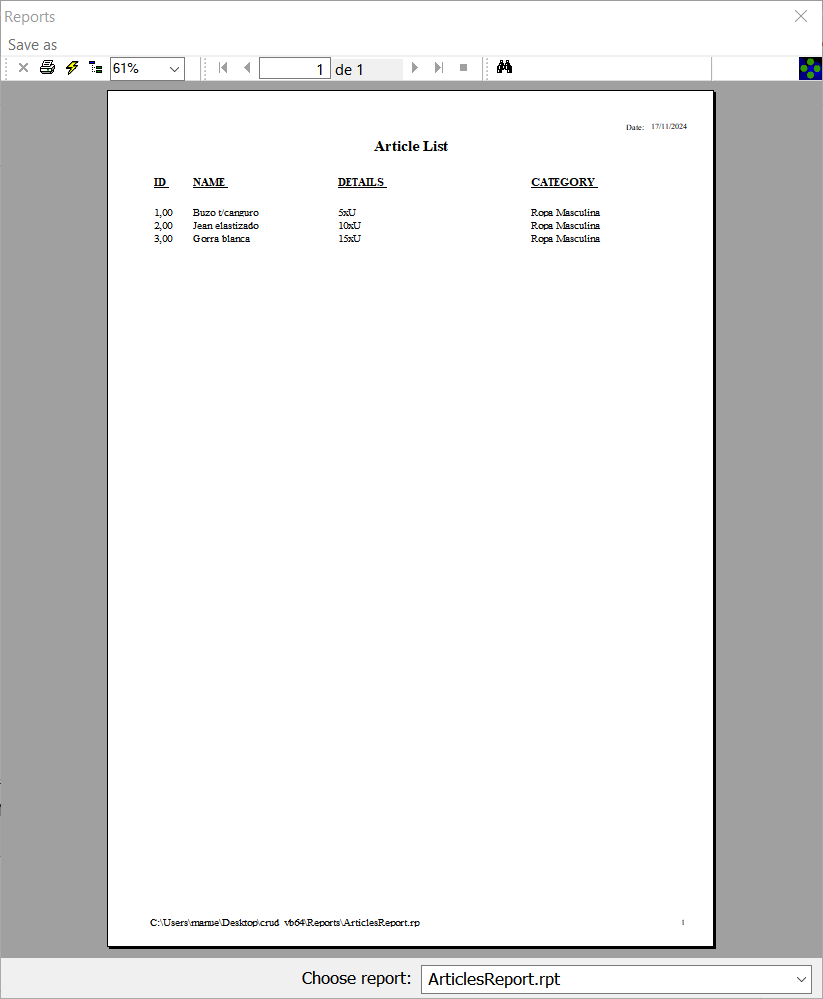 Reports
Save as
61%
1 de 1
Date: 17/11/2024
Article List
ID NAME DETAILS CATEGORY
1,00 Buzo t/canguro 5xU Ropa Masculina
2,00 Jean elastizado 10xU Ropa Masculina
3,00 Gorra blanca 15xU Ropa Masculina
C:\Users\manue\Desktop\crud_vb64\Reports\ArticlesReport.rp 1
Choose report: ArticlesReport.rpt